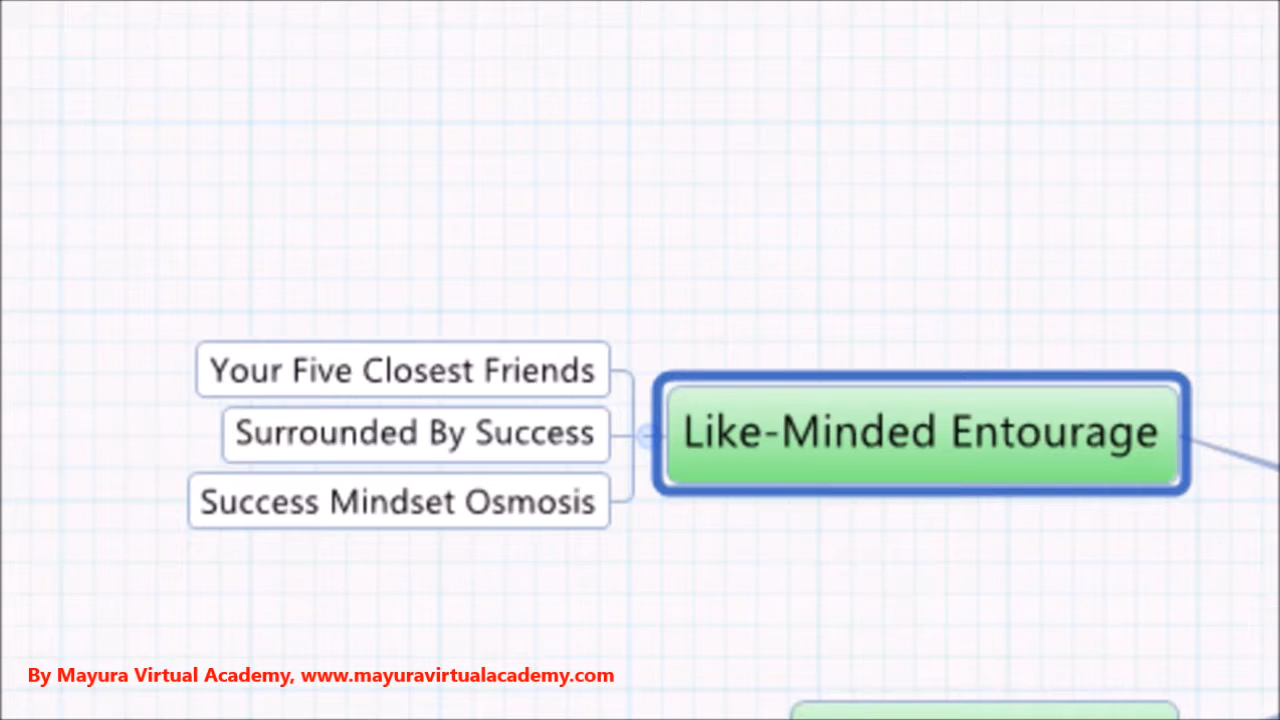 Your Five Closest Friends
Surrounded By Success
Success Mindset Osmosis
Like-Minded Entourage
By Mayura Virtual Academy, www.mayuravirtualacademy.com